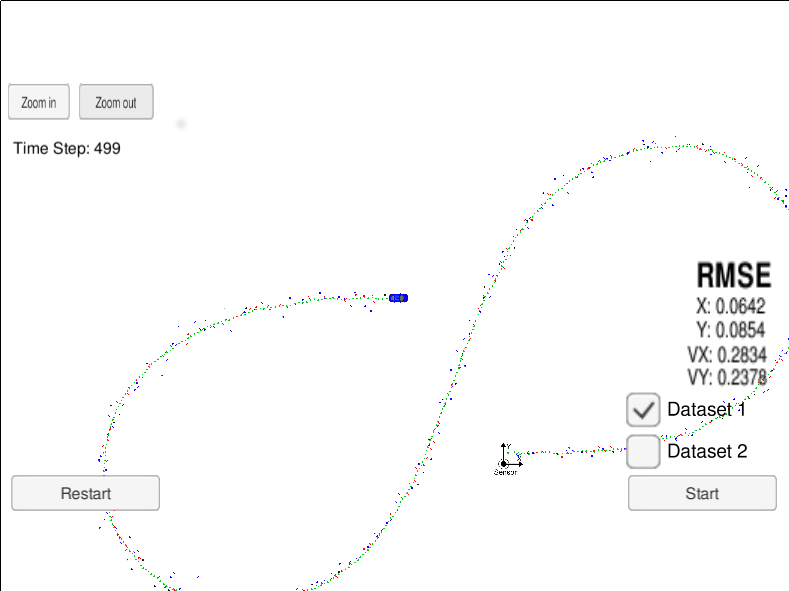 Zoom in
Zoom out
Time Step: 499
RMSE
X: 0.0642
Y: 0.0854
VX: 0.2834
VY: 0.2378
Dataset 1
Y
X
Sensor
Dataset 2
Restart
Start